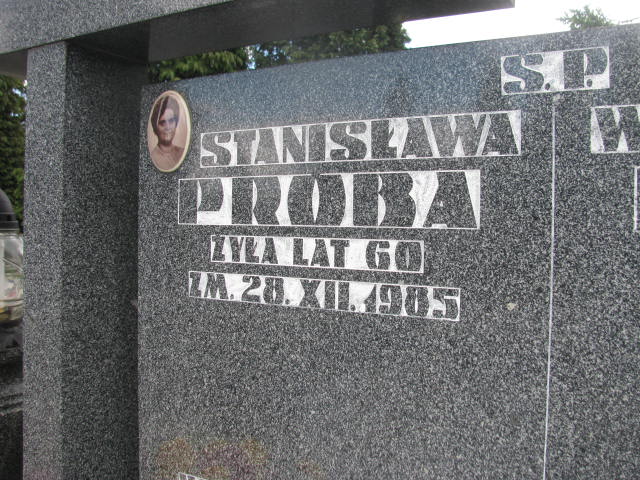 S.P.
STANISŁAWA
PROBA
ŻYŁA LAT 60
ZM. 28. XII. 1985